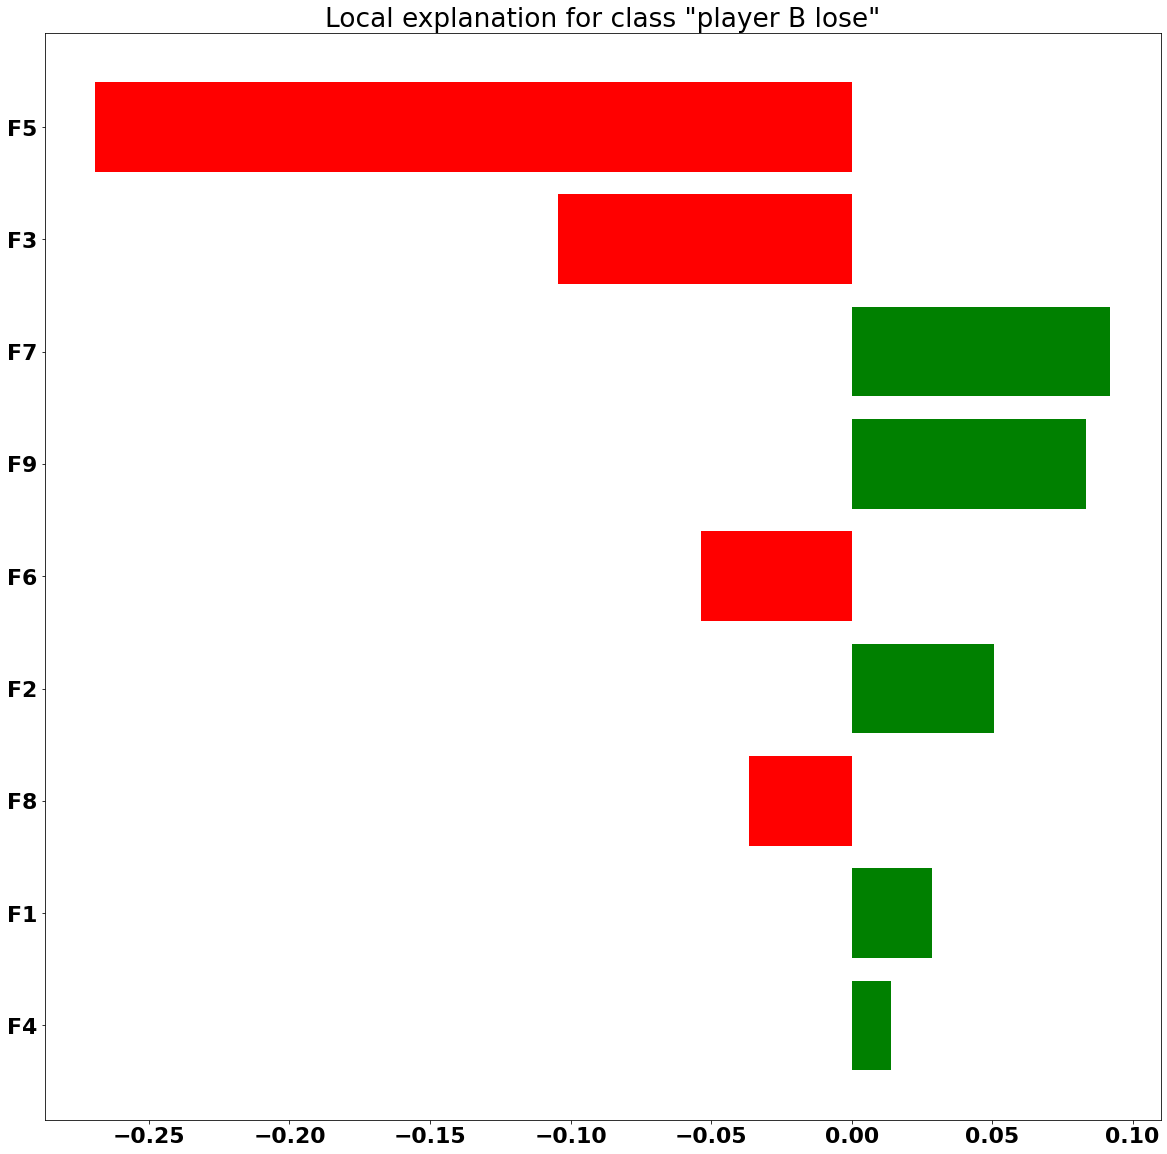 Local explanation for class "player B lose"
F5
F3
F7
F9
F6
F2
F8
F1
F4
−0.25 −0.20 −0.15 −0.10 −0.05 0.00 0.05 0.10